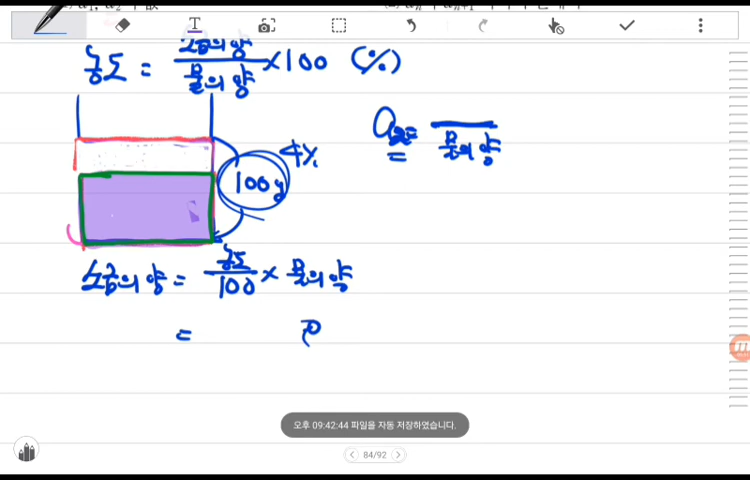 농도 = 소금의 양 / 물의 양 ×100 (%)
a₂ = / 물의 양
4%
100g
소금의 양 = 농도/100 × 물의 양
=
오후 09:42:44 파일을 자동 저장하였습니다.
84/92